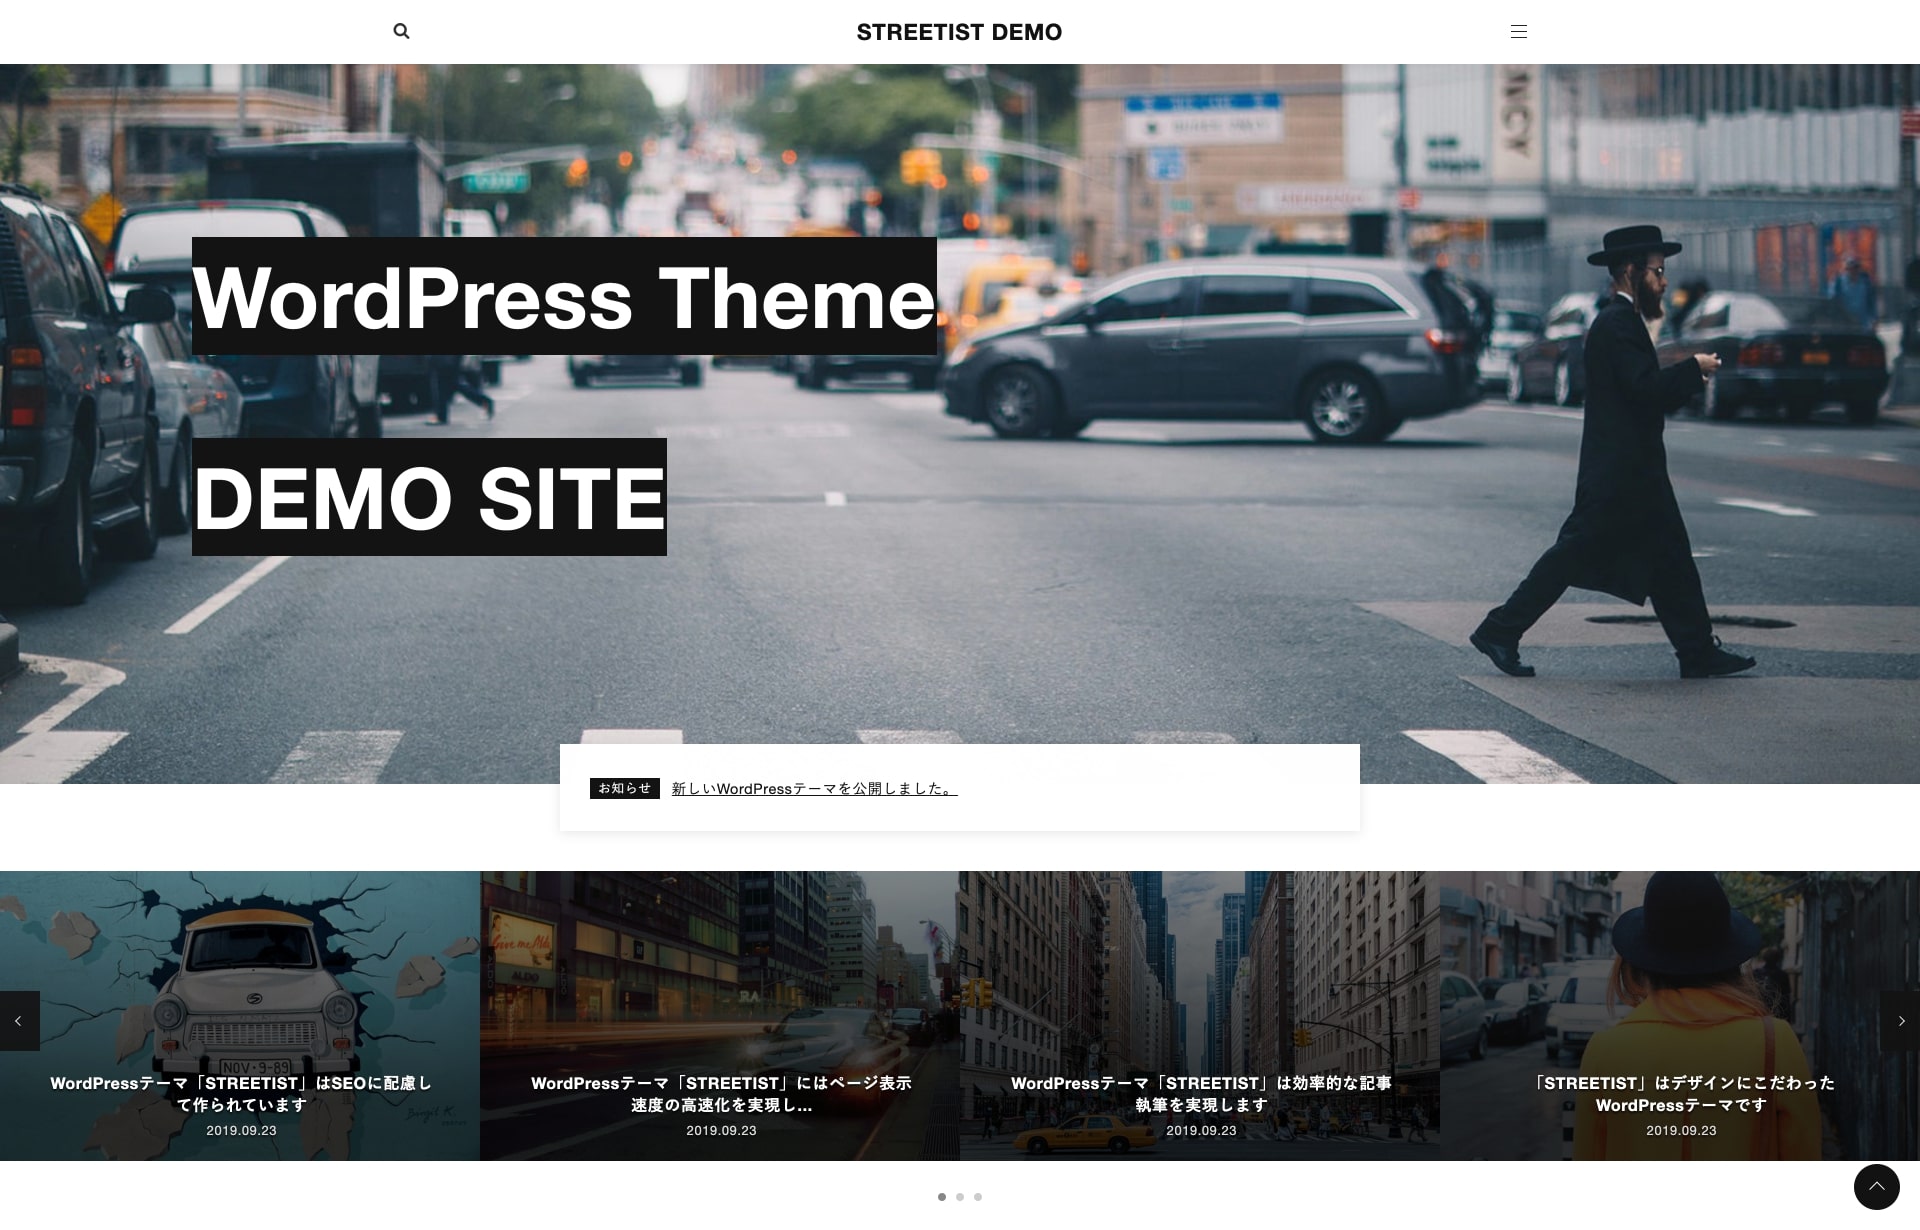 STREETIST DEMO
WordPress Theme
DEMO SITE
お知らせ 新しいWordPressテーマを公開しました。
NOV•9-89
Birgit K.
ALDO
WordPressテーマ「STREETIST」はSEOに配慮し
て作られています
2019.09.23
WordPressテーマ「STREETIST」にはページ表示
速度の高速化を実現し...
2019.09.23
WordPressテーマ「STREETIST」は効率的な記事
執筆を実現します
2019.09.23
「STREETIST」はデザインにこだわった
WordPressテーマです
2019.09.23